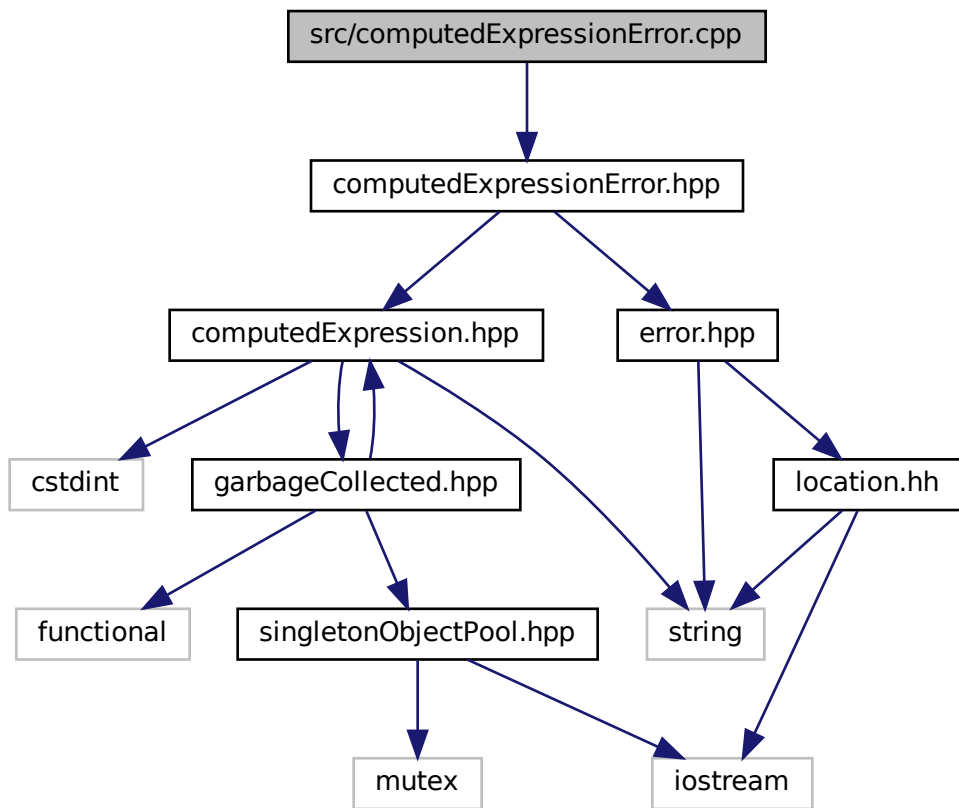 src/computedExpressionError.cpp
computedExpressionError.hpp
computedExpression.hpp
error.hpp
cstdint
garbageCollected.hpp
location.hh
functional
singletonObjectPool.hpp
string
mutex
iostream